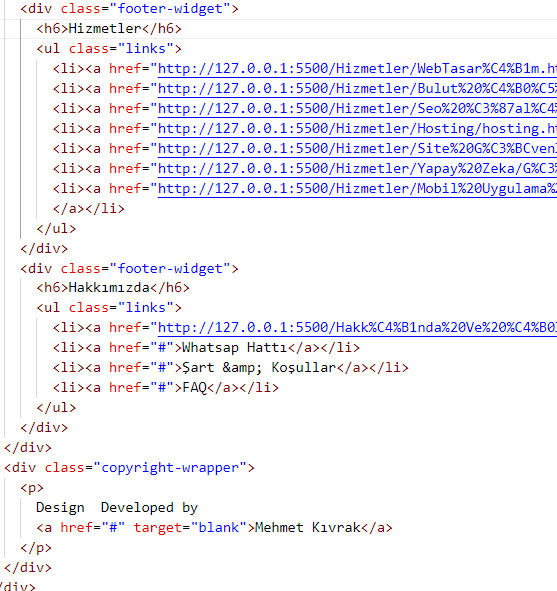 <div class="footer-widget">
<h6>Hizmetler</h6>
<ul class="links">
<li><a href="http://127.0.0.1:5500/Hizmetler/WebTasar%C4%B1m.ht
<li><a href="http://127.0.0.1:5500/Hizmetler/Bulut%20%C4%B0%C5%
<li><a href="http://127.0.0.1:5500/Hizmetler/Seo%20%C3%87al%C4%
<li><a href="http://127.0.0.1:5500/Hizmetler/Hosting/hosting.ht
<li><a href="http://127.0.0.1:5500/Hizmetler/Site%20G%C3%BCven
<li><a href="http://127.0.0.1:5500/Hizmetler/Yapay%20Zeka/G%C3%
<li><a href="http://127.0.0.1:5500/Hizmetler/Mobil%20Uygulama%
</a></li>
</ul>
</div>
<div class="footer-widget">
<h6>Hakkımızda</h6>
<ul class="links">
<li><a href="http://127.0.0.1:5500/Hakk%C4%B1nda%20Ve%20%C4%B0
<li><a href="#">Whatsap Hattı</a></li>
<li><a href="#">Şart &amp; Koşullar</a></li>
<li><a href="#">FAQ</a></li>
</ul>
</div>
</div>
<div class="copyright-wrapper">
<p>
Design  Developed by
<a href="#" target="blank">Mehmet Kıvrak</a>
</p>
</div>
/div>